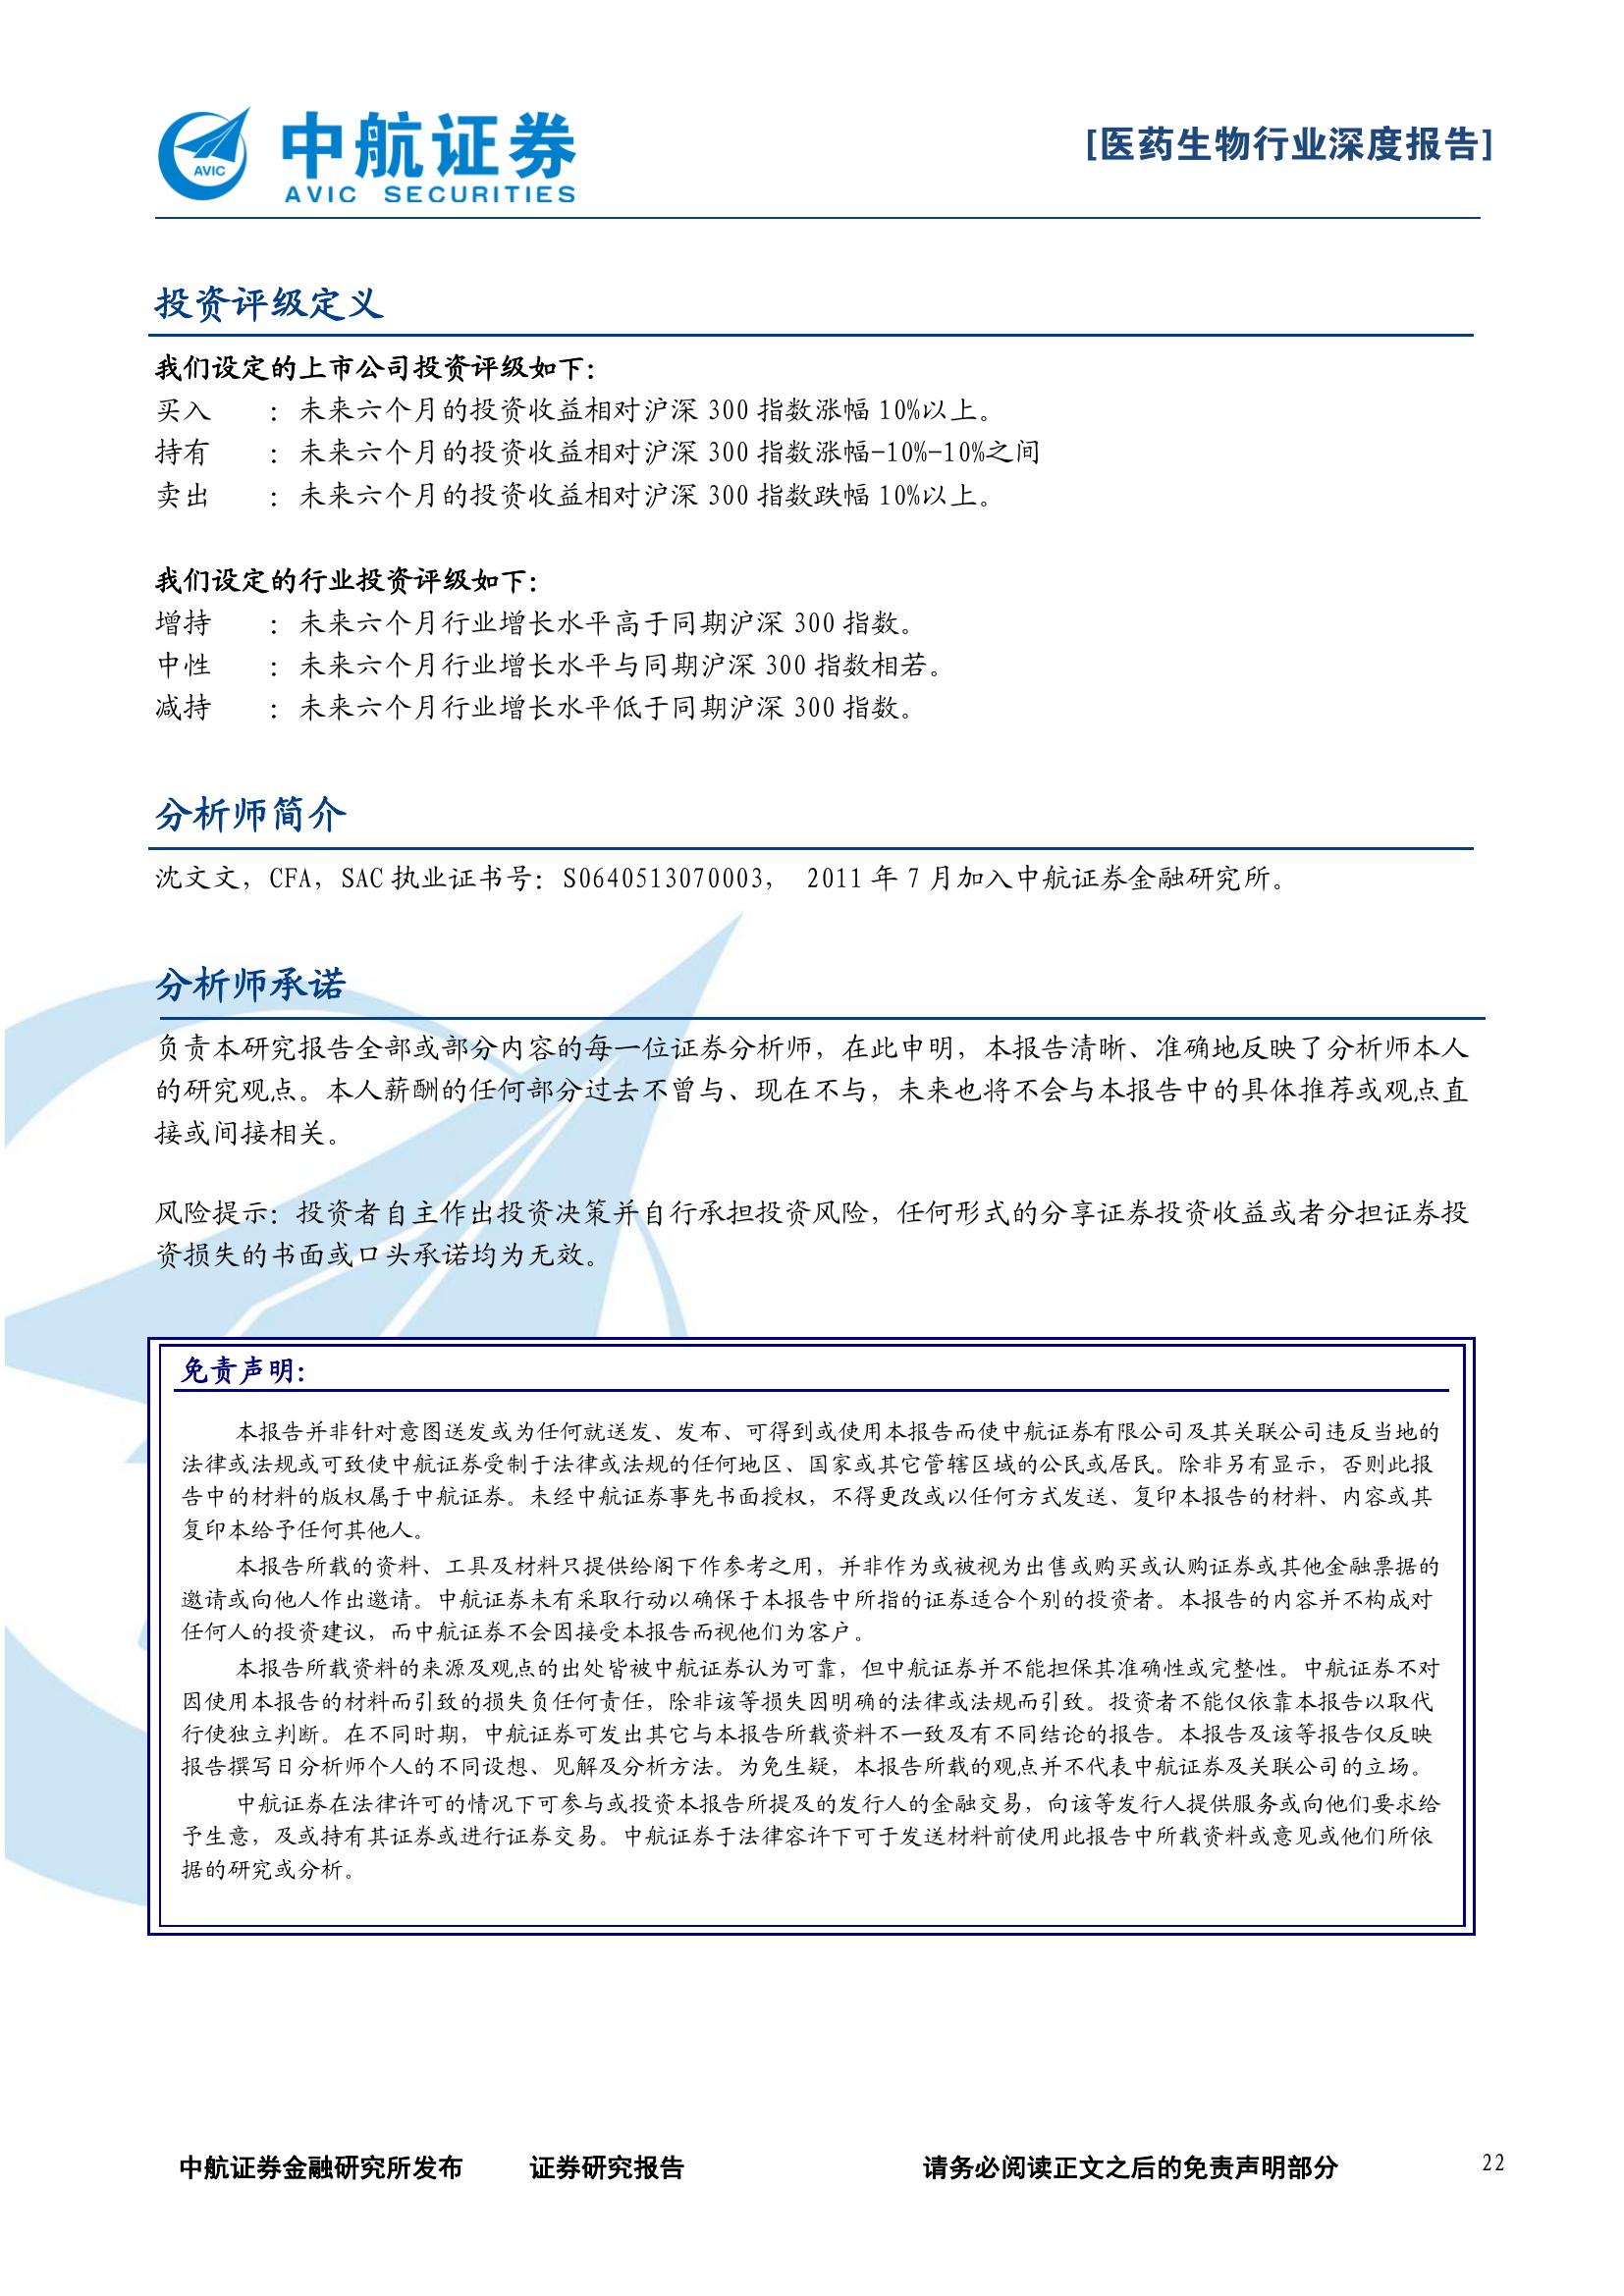 AVIC
中航证券
AVIC SECURITIES
[医药生物行业深度报告]
投资评级定义
我们设定的上市公司投资评级如下：
买入 ：未来六个月的投资收益相对沪深 300 指数涨幅 10%以上。
持有 ：未来六个月的投资收益相对沪深 300 指数涨幅-10%-10%之间
卖出 ：未来六个月的投资收益相对沪深 300 指数跌幅 10%以上。
我们设定的行业投资评级如下：
增持 ：未来六个月行业增长水平高于同期沪深 300 指数。
中性 ：未来六个月行业增长水平与同期沪深 300 指数相若。
减持 ：未来六个月行业增长水平低于同期沪深 300 指数。
分析师简介
沈文文，CFA，SAC 执业证书号：S0640513070003， 2011 年 7 月加入中航证券金融研究所。
分析师承诺
负责本研究报告全部或部分内容的每一位证券分析师，在此申明，本报告清晰、准确地反映了分析师本人
的研究观点。本人薪酬的任何部分过去不曾与、现在不与，未来也将不会与本报告中的具体推荐或观点直
接或间接相关。
风险提示：投资者自主作出投资决策并自行承担投资风险，任何形式的分享证券投资收益或者分担证券投
资损失的书面或口头承诺均为无效。
免责声明：
本报告并非针对意图送发或为任何就送发、发布、可得到或使用本报告而使中航证券有限公司及其关联公司违反当地的
法律或法规或可致使中航证券受制于法律或法规的任何地区、国家或其它管辖区域的公民或居民。除非另有显示，否则此报
告中的材料的版权属于中航证券。未经中航证券事先书面授权，不得更改或以任何方式发送、复印本报告的材料、内容或其
复印本给予任何其他人。
本报告所载的资料、工具及材料只提供给阁下作参考之用，并非作为或被视为出售或购买或认购证券或其他金融票据的
邀请或向他人作出邀请。中航证券未有采取行动以确保于本报告中所指的证券适合个别的投资者。本报告的内容并不构成对
任何人的投资建议，而中航证券不会因接受本报告而视他们为客户。
本报告所载资料的来源及观点的出处皆被中航证券认为可靠，但中航证券并不能担保其准确性或完整性。中航证券不对
因使用本报告的材料而引致的损失负任何责任，除非该等损失因明确的法律或法规而引致。投资者不能仅依靠本报告以取代
行使独立判断。在不同时期，中航证券可发出其它与本报告所载资料不一致及有不同结论的报告。本报告及该等报告仅反映
报告撰写日分析师个人的不同设想、见解及分析方法。为免生疑，本报告所载的观点并不代表中航证券及关联公司的立场。
中航证券在法律许可的情况下可参与或投资本报告所提及的发行人的金融交易，向该等发行人提供服务或向他们要求给
予生意，及或持有其证券或进行证券交易。中航证券于法律容许下可于发送材料前使用此报告中所载资料或意见或他们所依
据的研究或分析。
中航证券金融研究所发布 证券研究报告 请务必阅读正文之后的免责声明部分 22